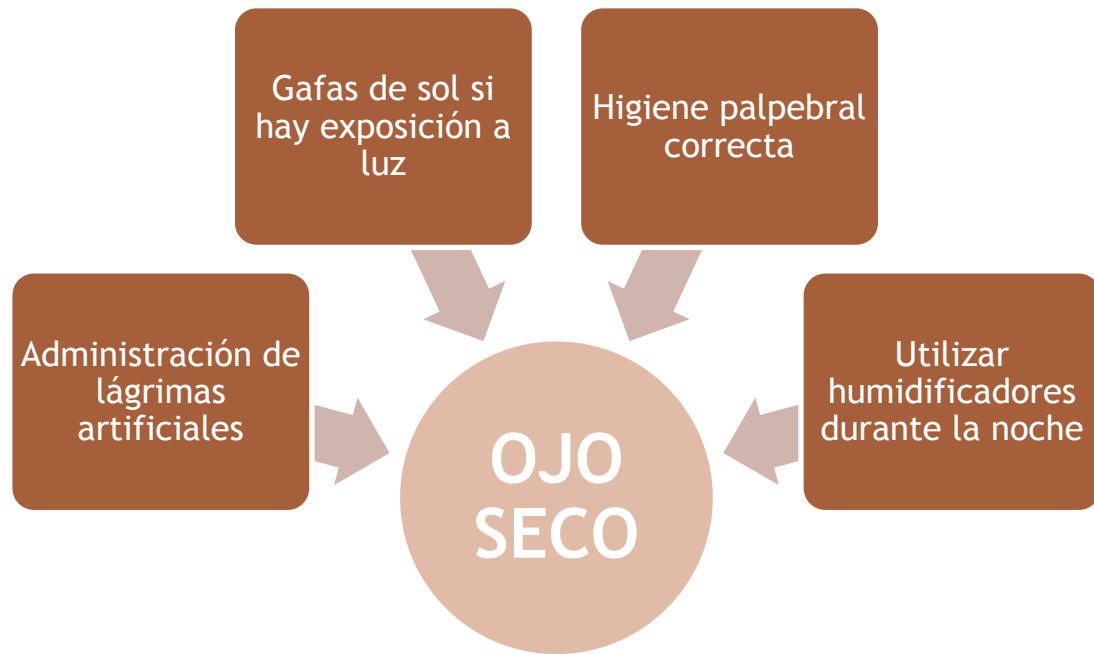 Gafas de sol si
hay exposición a
luz
Higiene palpebral
correcta
Administración de
lágrimas
artificiales
Utilizar
humidificadores
durante la noche
OJO
SECO